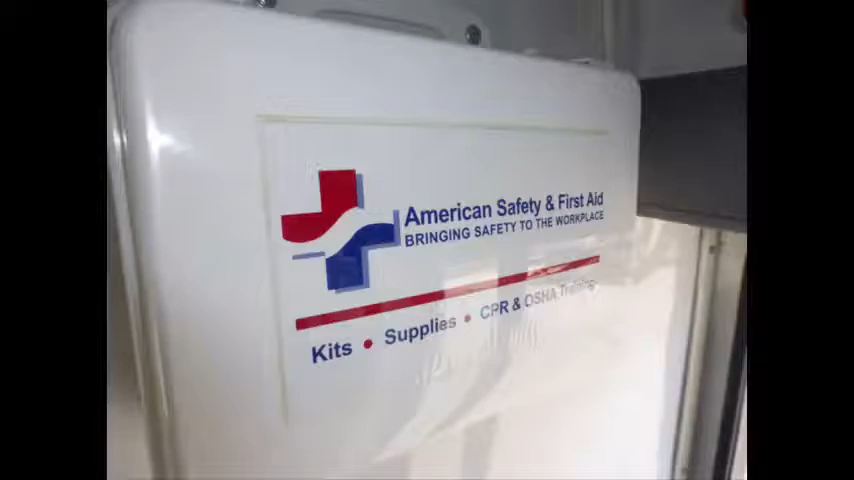 American Safety & First Aid
BRINGING SAFETY TO THE WORKPLACE
Kits • Supplies • CPR & OSHA Training